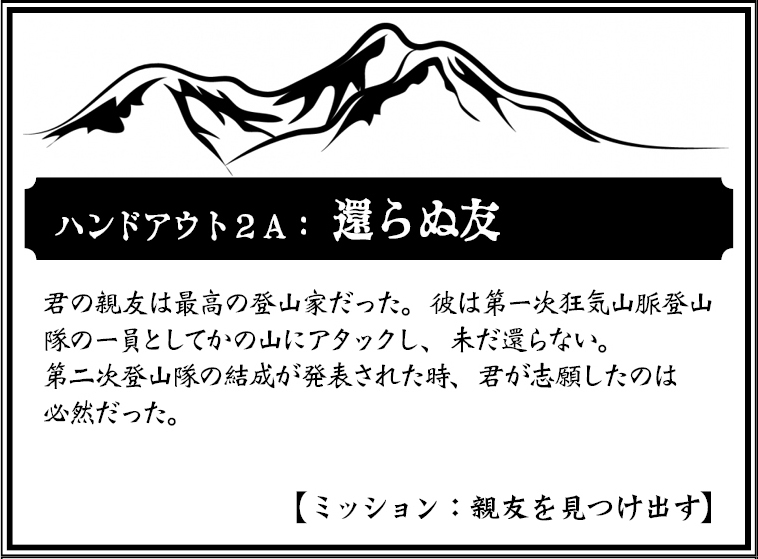 ハンドアウト２Ａ： 還らぬ友
君の親友は最高の登山家だった。彼は第一次狂気山脈登山
隊の一員としてかの山にアタックし、未だ還らない。
第二次登山隊の結成が発表された時、君が志願したのは
必然だった。
【ミッション：親友を見つけ出す】